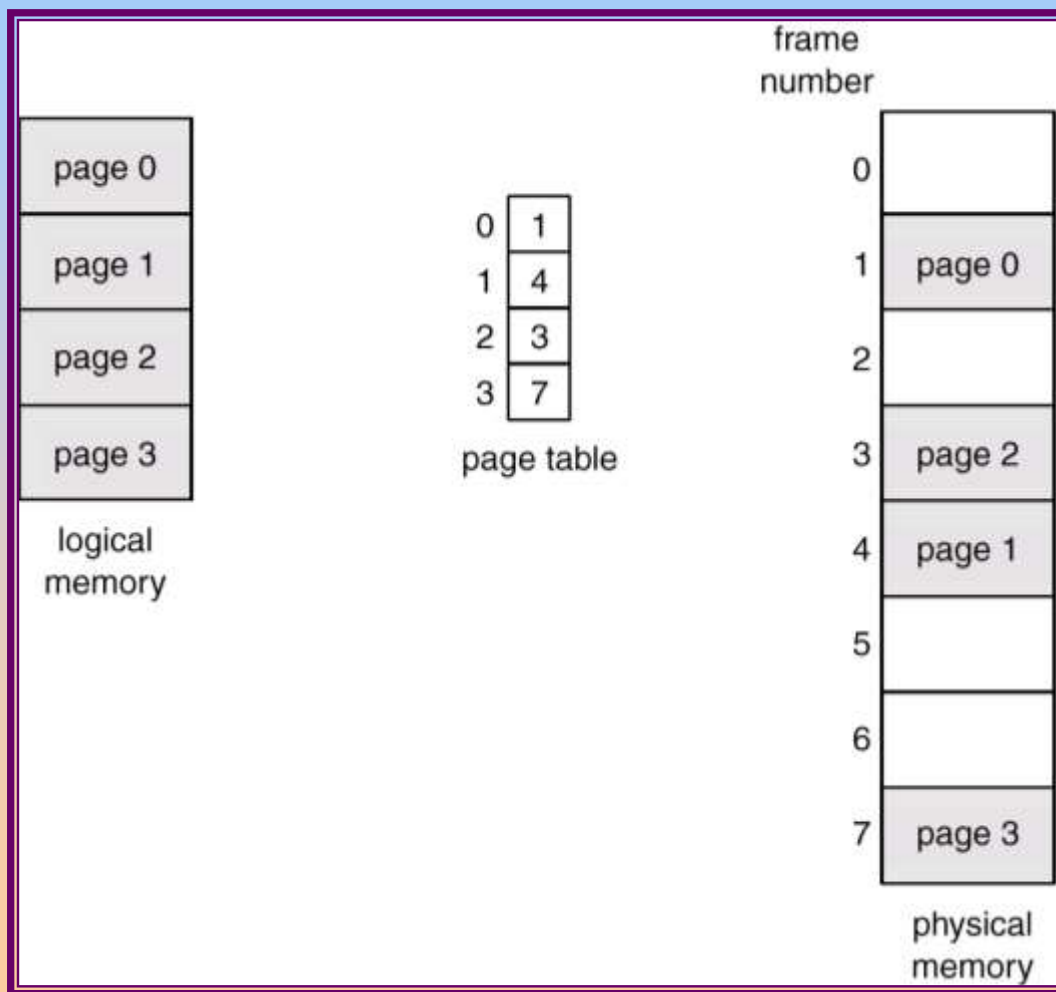 page 0
page 1
page 2
page 3
logical
memory
0 1
1 4
2 3
3 7
page table
frame
number
0
1 page 0
2
3 page 2
4 page 1
5
6
7 page 3
physical
memory